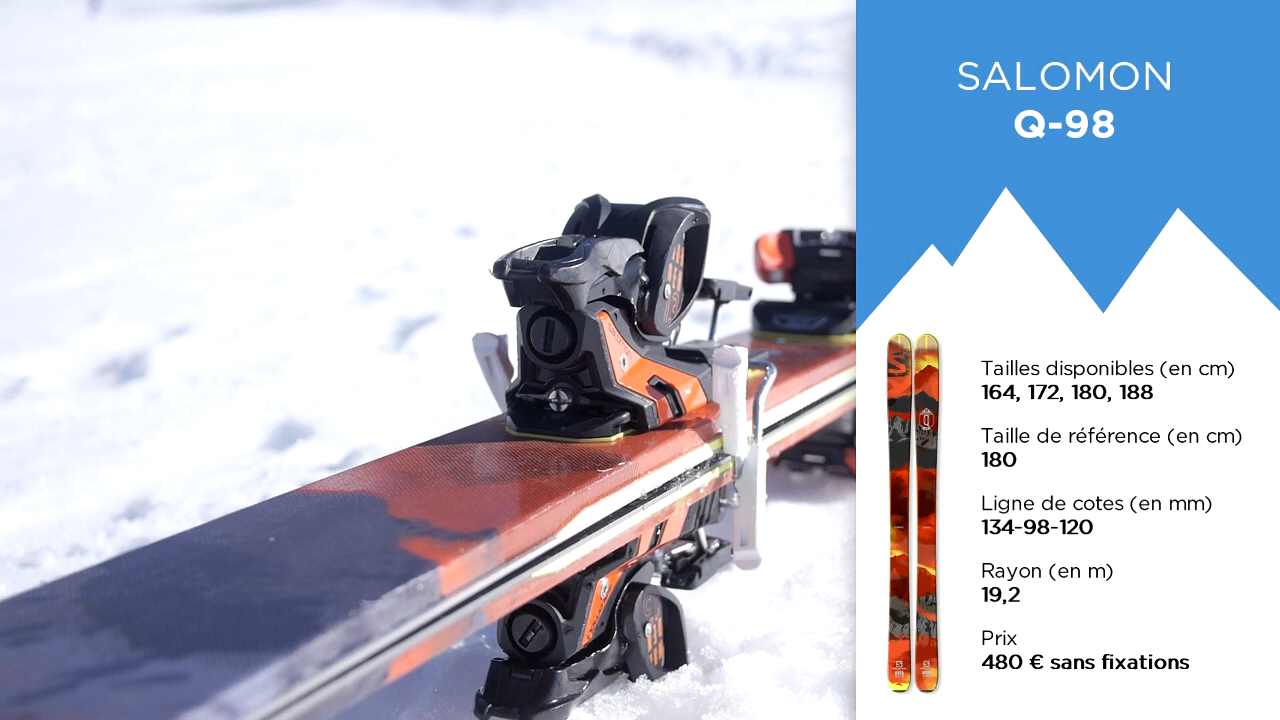 SALOMON
Q-98
Tailles disponibles (en cm)
164, 172, 180, 188
Taille de référence (en cm)
180
Ligne de cotes (en mm)
134-98-120
Rayon (en m)
19,2
Prix
480 € sans fixations